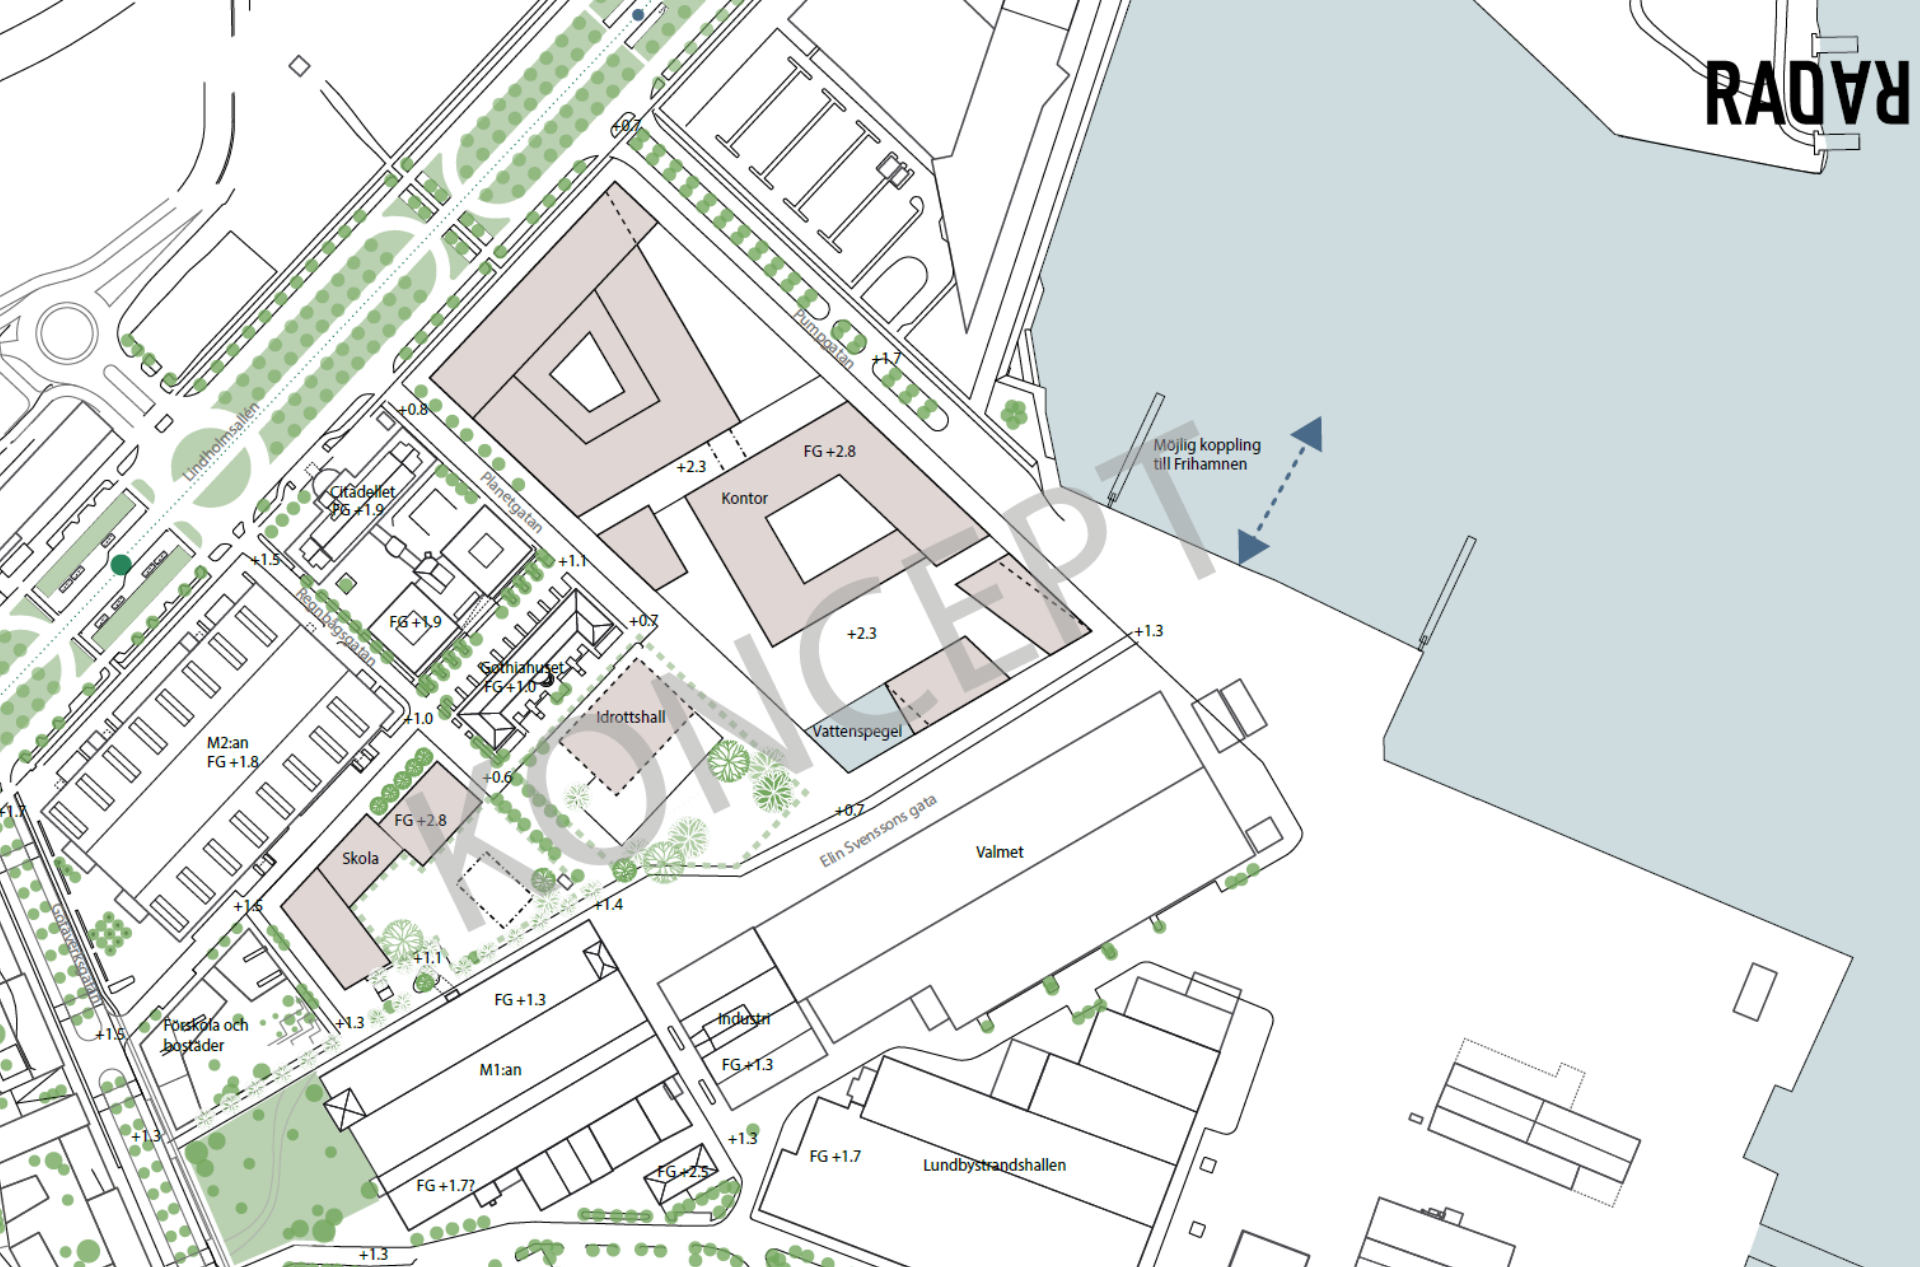 RADAR
+0.7
Pumpgatan
+1.7
Lindholmsallén
+0.8
Möjlig koppling
till Frihamnen
FG +2.8
+2.3
Kontor
Planetgatan
Citadellet
FG +1.9
+1.5
+1.1
Regnbågsgatan
FG +1.9
+0.7
+2.3
+1.3
Gothiahuset
FG +1.0
+1.0
Idrottshall
Vattenspegel
M2:an
FG +1.8
+0.6
+1.7
+0.7
Elin Svenssons gata
FG +2.8
Skola
Valmet
KONCEPT
+1.5
+1.4
Götaverksgatan
+1.1
FG +1.3
Industri
+1.3
Förskola och
bostäder
+1.5
M1:an
FG +1.3
+1.3
+1.3
FG +1.7
Lundbystrandshallen
FG +2.5
FG +1.7?
+1.3